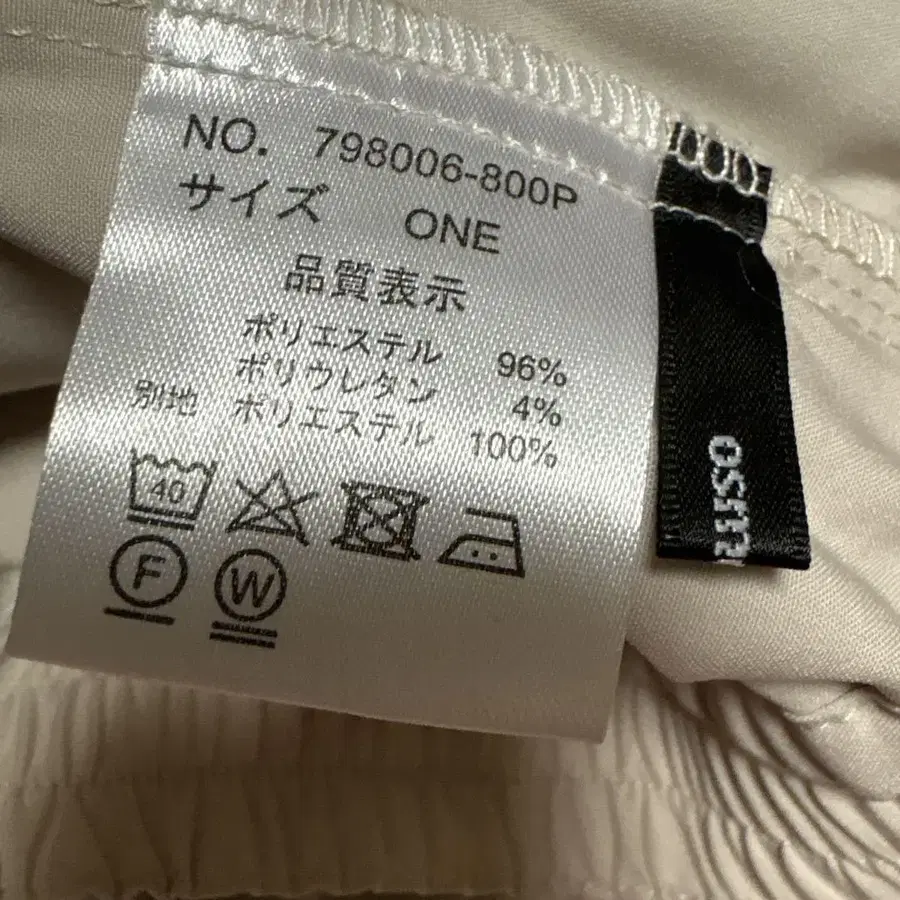 NO. 798006-800P
サイズ ONE
品質表示
ポリエステル 96%
ポリウレタン 4%
別地 ポリエステル 100%
40
F
W